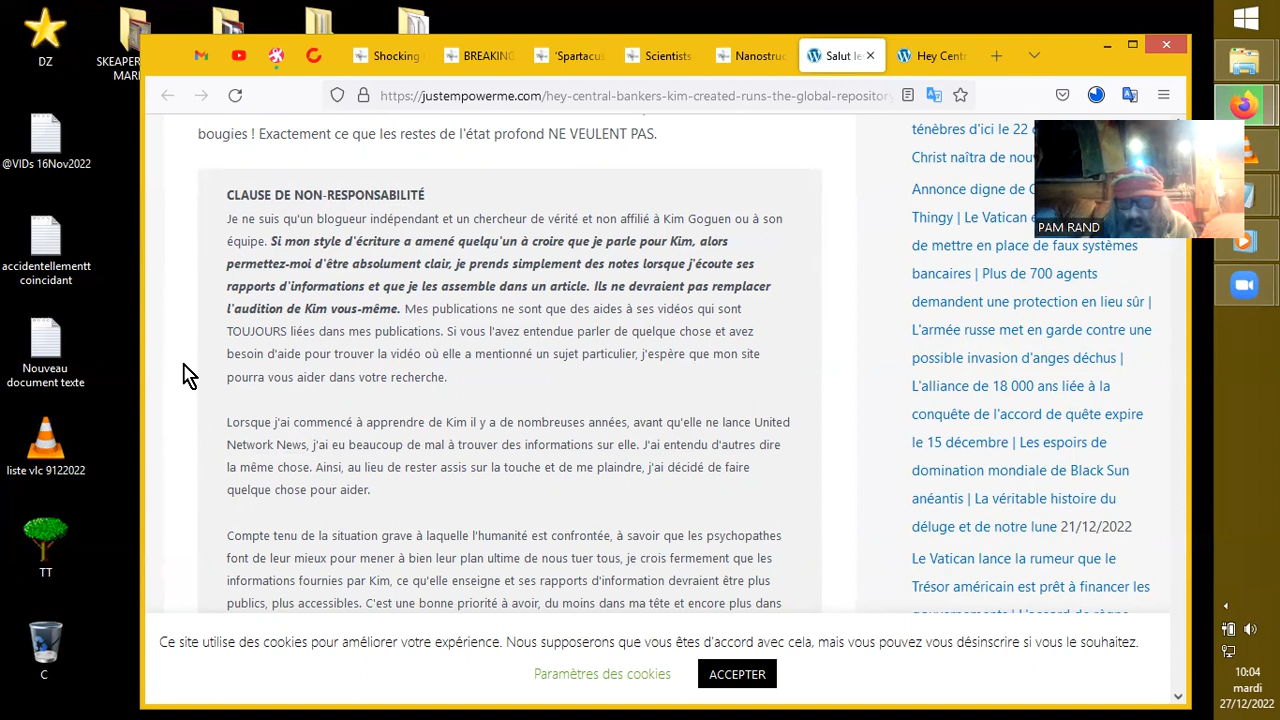 DZ
SKEAPER
MARI
@VIDs 16Nov2022
accidentellementt
coincidant
Nouveau
document texte
liste vlc 9122022
TT
C
Shocking
BREAKING
'Spartacus
Scientists
Nanostruc
Salut le
Hey Centr
https://justempowerme.com/hey-central-bankers-kim-created-runs-the-global-repository
bougies ! Exactement ce que les restes de l'état profond NE VEULENT PAS.
CLAUSE DE NON-RESPONSABILITÉ
Je ne suis qu'un blogueur indépendant et un chercheur de vérité et non affilié à Kim Goguen ou à son
équipe. Si mon style d'écriture a amené quelqu'un à croire que je parle pour Kim, alors
permettez-moi d'être absolument clair, je prends simplement des notes lorsque j'écoute ses
rapports d'informations et que je les assemble dans un article. Ils ne devraient pas remplacer
l'audition de Kim vous-même. Mes publications ne sont que des aides à ses vidéos qui sont
TOUJOURS liées dans mes publications. Si vous l'avez entendue parler de quelque chose et avez
besoin d'aide pour trouver la vidéo où elle a mentionné un sujet particulier, j'espère que mon site
pourra vous aider dans votre recherche.
Lorsque j'ai commencé à apprendre de Kim il y a de nombreuses années, avant qu'elle ne lance United
Network News, j'ai eu beaucoup de mal à trouver des informations sur elle. J'ai entendu d'autres dire
la même chose. Ainsi, au lieu de rester assis sur la touche et de me plaindre, j'ai décidé de faire
quelque chose pour aider.
Compte tenu de la situation grave à laquelle l'humanité est confrontée, à savoir que les psychopathes
font de leur mieux pour mener à bien leur plan ultime de nous tuer tous, je crois fermement que les
informations fournies par Kim, ce qu'elle enseigne et ses rapports d'information devraient être plus
publics, plus accessibles. C'est une bonne priorité à avoir, du moins dans ma tête et encore plus dans
ténèbres d'ici le 22
Christ naîtra de nou
Annonce digne de
Thingy | Le Vatican
de mettre en place de faux systèmes
bancaires | Plus de 700 agents
demandent une protection en lieu sûr |
L'armée russe met en garde contre une
possible invasion d'anges déchus |
L'alliance de 18 000 ans liée à la
conquête de l'accord de quête expire
le 15 décembre | Les espoirs de
domination mondiale de Black Sun
anéantis | La véritable histoire du
déluge et de notre lune 21/12/2022
Le Vatican lance la rumeur que le
Trésor américain est prêt à financer les
PAM RAND
Ce site utilise des cookies pour améliorer votre expérience. Nous supposerons que vous êtes d'accord avec cela, mais vous pouvez vous désinscrire si vous le souhaitez.
Paramètres des cookies
ACCEPTER
10:04
mardi
27/12/2022